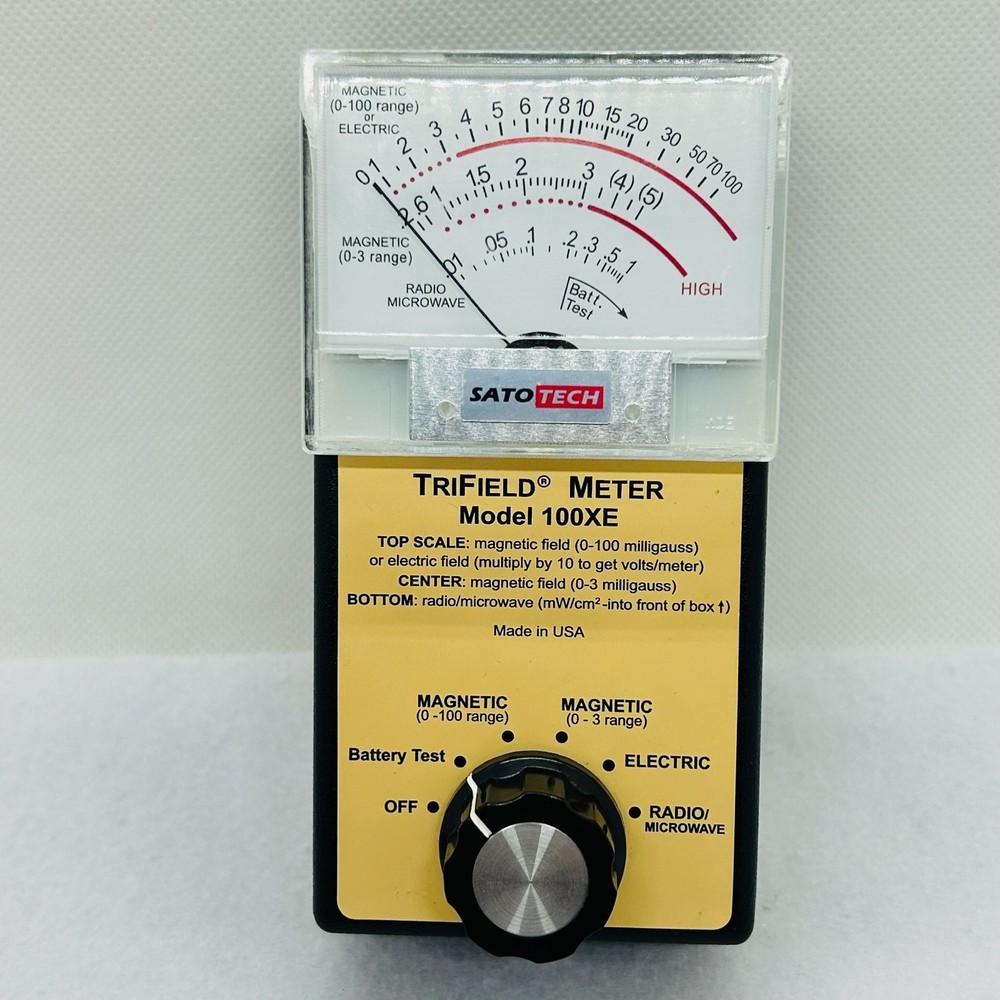 MAGNETIC
(0-100 range)
or
ELECTRIC
0 1 2 3 4 5 6 7 8 10 15 20 30 50 70 100
.2 .6 1 1.5 2 3 (4) (5)
MAGNETIC
(0-3 range)
.01 .05 .1 .2 .3 .5 1
RADIO
MICROWAVE
Batt.
Test
HIGH
SATOTECH
TRIFIELD® METER
Model 100XE
TOP SCALE: magnetic field (0-100 milligauss)
or electric field (multiply by 10 to get volts/meter)
CENTER: magnetic field (0-3 milligauss)
BOTTOM: radio/microwave (mW/cm²-into front of box↑)
Made in USA
MAGNETIC
(0 -100 range)
MAGNETIC
(0 - 3 range)
Battery Test
ELECTRIC
OFF
RADIO/
MICROWAVE